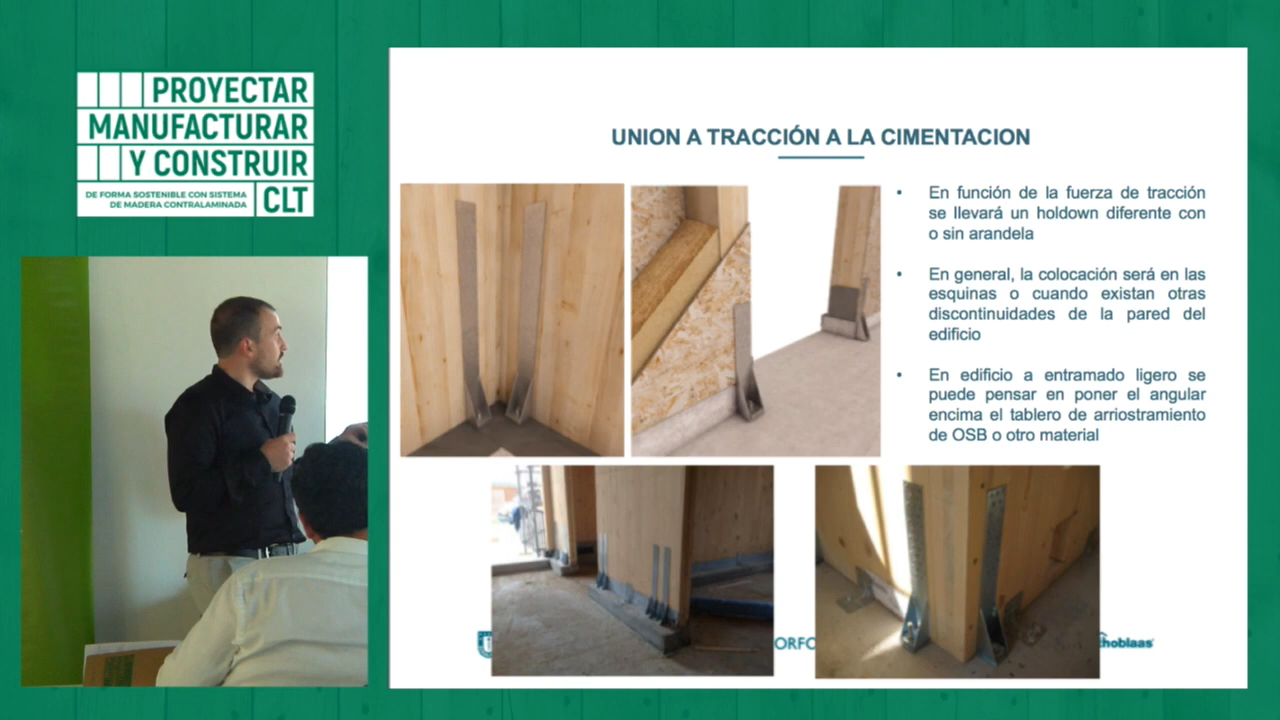 PROYECTAR
MANUFACTURAR
Y CONSTRUIR
DE FORMA SOSTENIBLE CON SISTEMA
DE MADERA CONTRALAMINADA
CLT
UNION A TRACCIÓN A LA CIMENTACION
• En función de la fuerza de tracción
se llevará un holdown diferente con
o sin arandela
• En general, la colocación será en las
esquinas o cuando existan otras
discontinuidades de la pared del
edificio
• En edificio a entramado ligero se
puede pensar en poner el angular
encima el tablero de arriostramiento
de OSB o otro material
ORFO
hoblaas